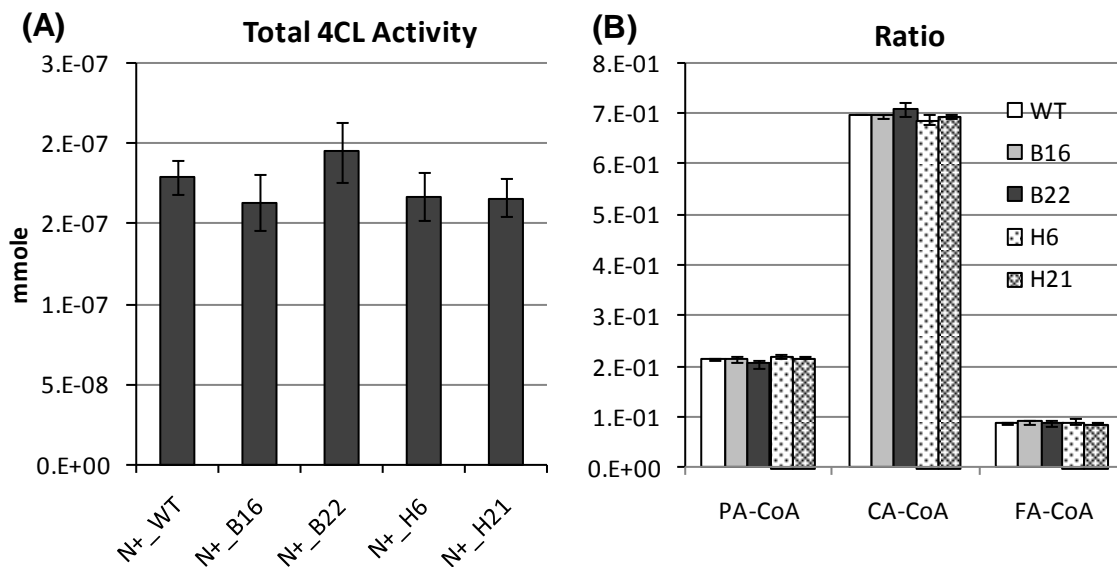 (A)
Total 4CL Activity
3.E-07
2.E-07
2.E-07
1.E-07
5.E-08
0.E+00
mmole
N+_WT
N+_B16
N+_B22
N+_H6
N+_H21
(B)
Ratio
8.E-01
7.E-01
6.E-01
5.E-01
4.E-01
3.E-01
2.E-01
1.E-01
0.E+00
WT
B16
B22
H6
H21
PA-CoA
CA-CoA
FA-CoA